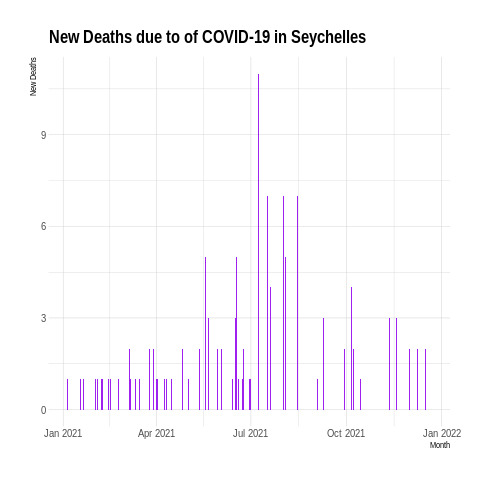 New Deaths due to of COVID-19 in Seychelles
New Deaths
9
6
3
0
Jan 2021 Apr 2021 Jul 2021 Oct 2021 Jan 2022
Month